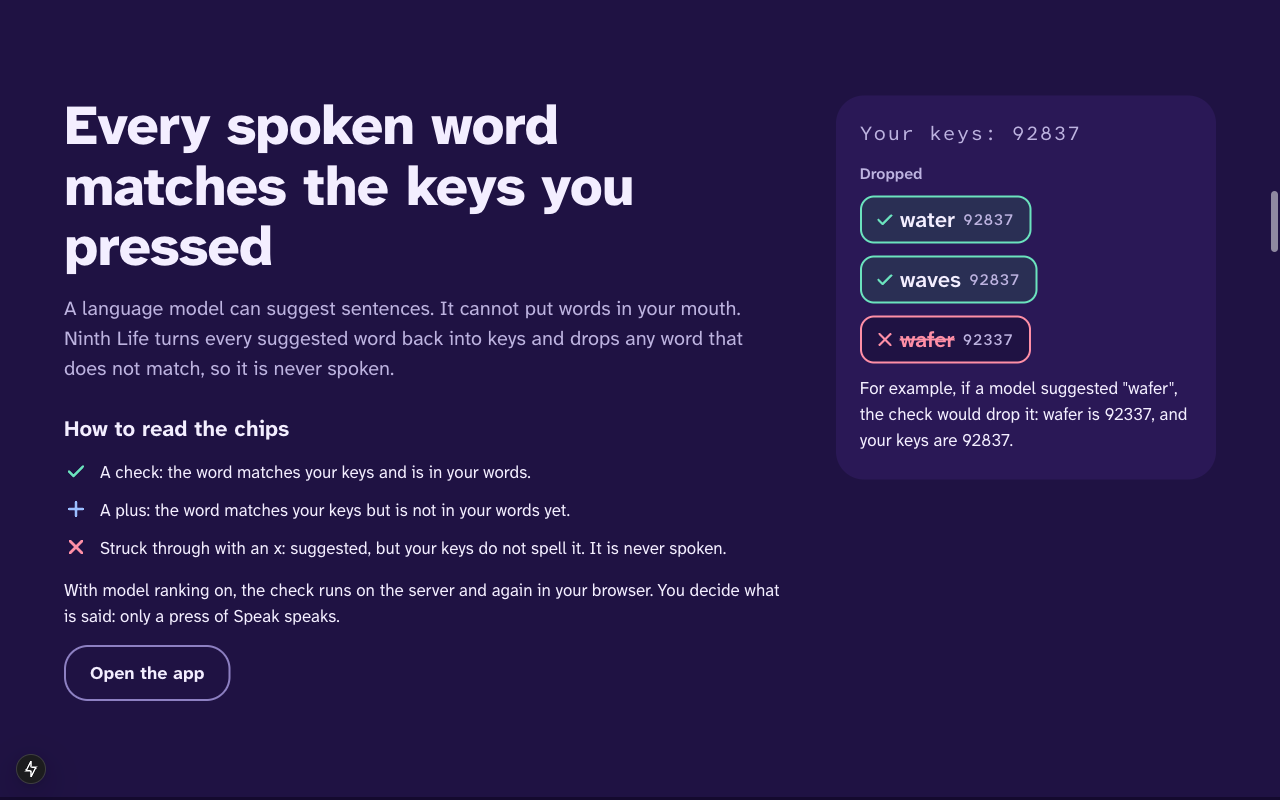 Every spoken word
matches the keys you
pressed
A language model can suggest sentences. It cannot put words in your mouth.
Ninth Life turns every suggested word back into keys and drops any word that
does not match, so it is never spoken.
How to read the chips
A check: the word matches your keys and is in your words.
A plus: the word matches your keys but is not in your words yet.
Struck through with an x: suggested, but your keys do not spell it. It is never spoken.
With model ranking on, the check runs on the server and again in your browser. You decide what
is said: only a press of Speak speaks.
Open the app
Your keys: 92837
Dropped
water 92837
waves 92837
wafer 92337
For example, if a model suggested "wafer",
the check would drop it: wafer is 92337, and
your keys are 92837.